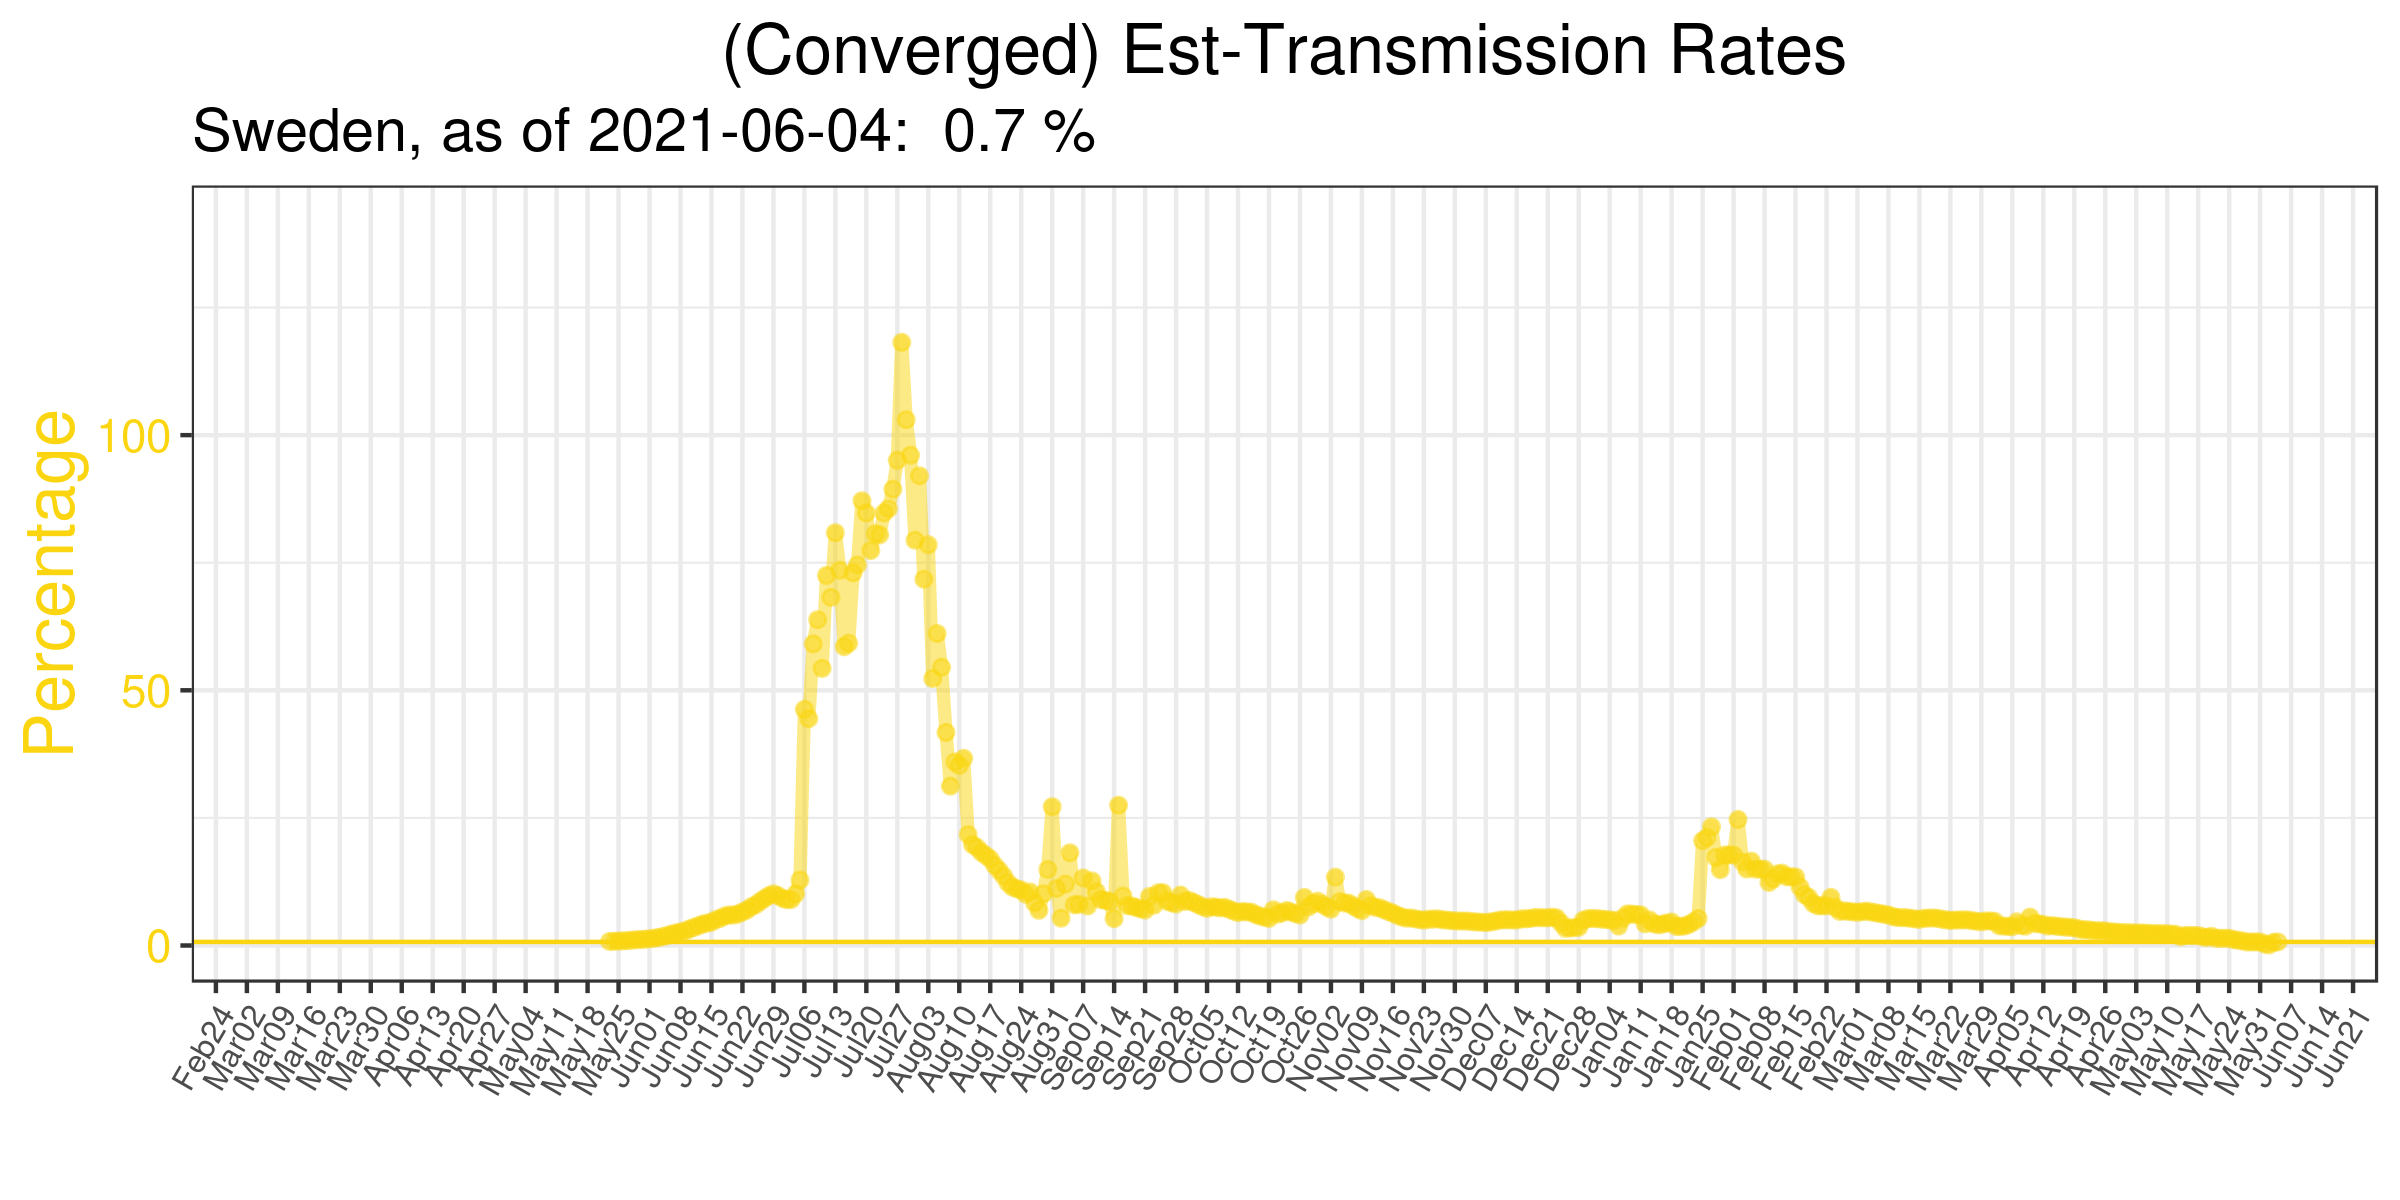 (Converged) Est-Transmission Rates
Sweden, as of 2021-06-04:  0.7 %
Percentage
100
50
0
Feb24
Mar02
Mar09
Mar16
Mar23
Mar30
Apr06
Apr13
Apr20
Apr27
May04
May11
May18
May25
Jun01
Jun08
Jun15
Jun22
Jun29
Jul06
Jul13
Jul20
Jul27
Aug03
Aug10
Aug17
Aug24
Aug31
Sep07
Sep14
Sep21
Sep28
Oct05
Oct12
Oct19
Oct26
Nov02
Nov09
Nov16
Nov23
Nov30
Dec07
Dec14
Dec21
Dec28
Jan04
Jan11
Jan18
Jan25
Feb01
Feb08
Feb15
Feb22
Mar01
Mar08
Mar15
Mar22
Mar29
Apr05
Apr12
Apr19
Apr26
May03
May10
May17
May24
May31
Jun07
Jun14
Jun21